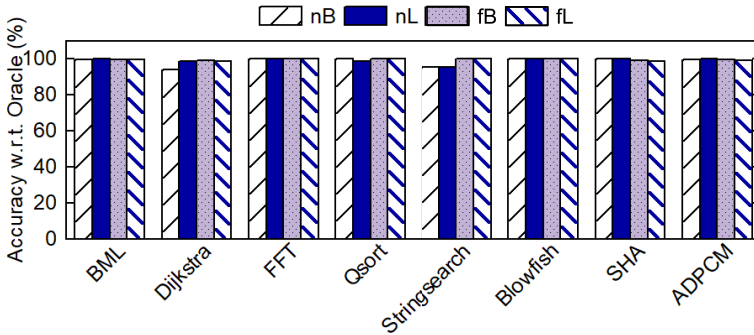 nB nL fB fL
Accuracy w.r.t. Oracle (%)
100
80
60
40
20
0
BML
Dijkstra
FFT
Qsort
Stringsearch
Blowfish
SHA
ADPCM